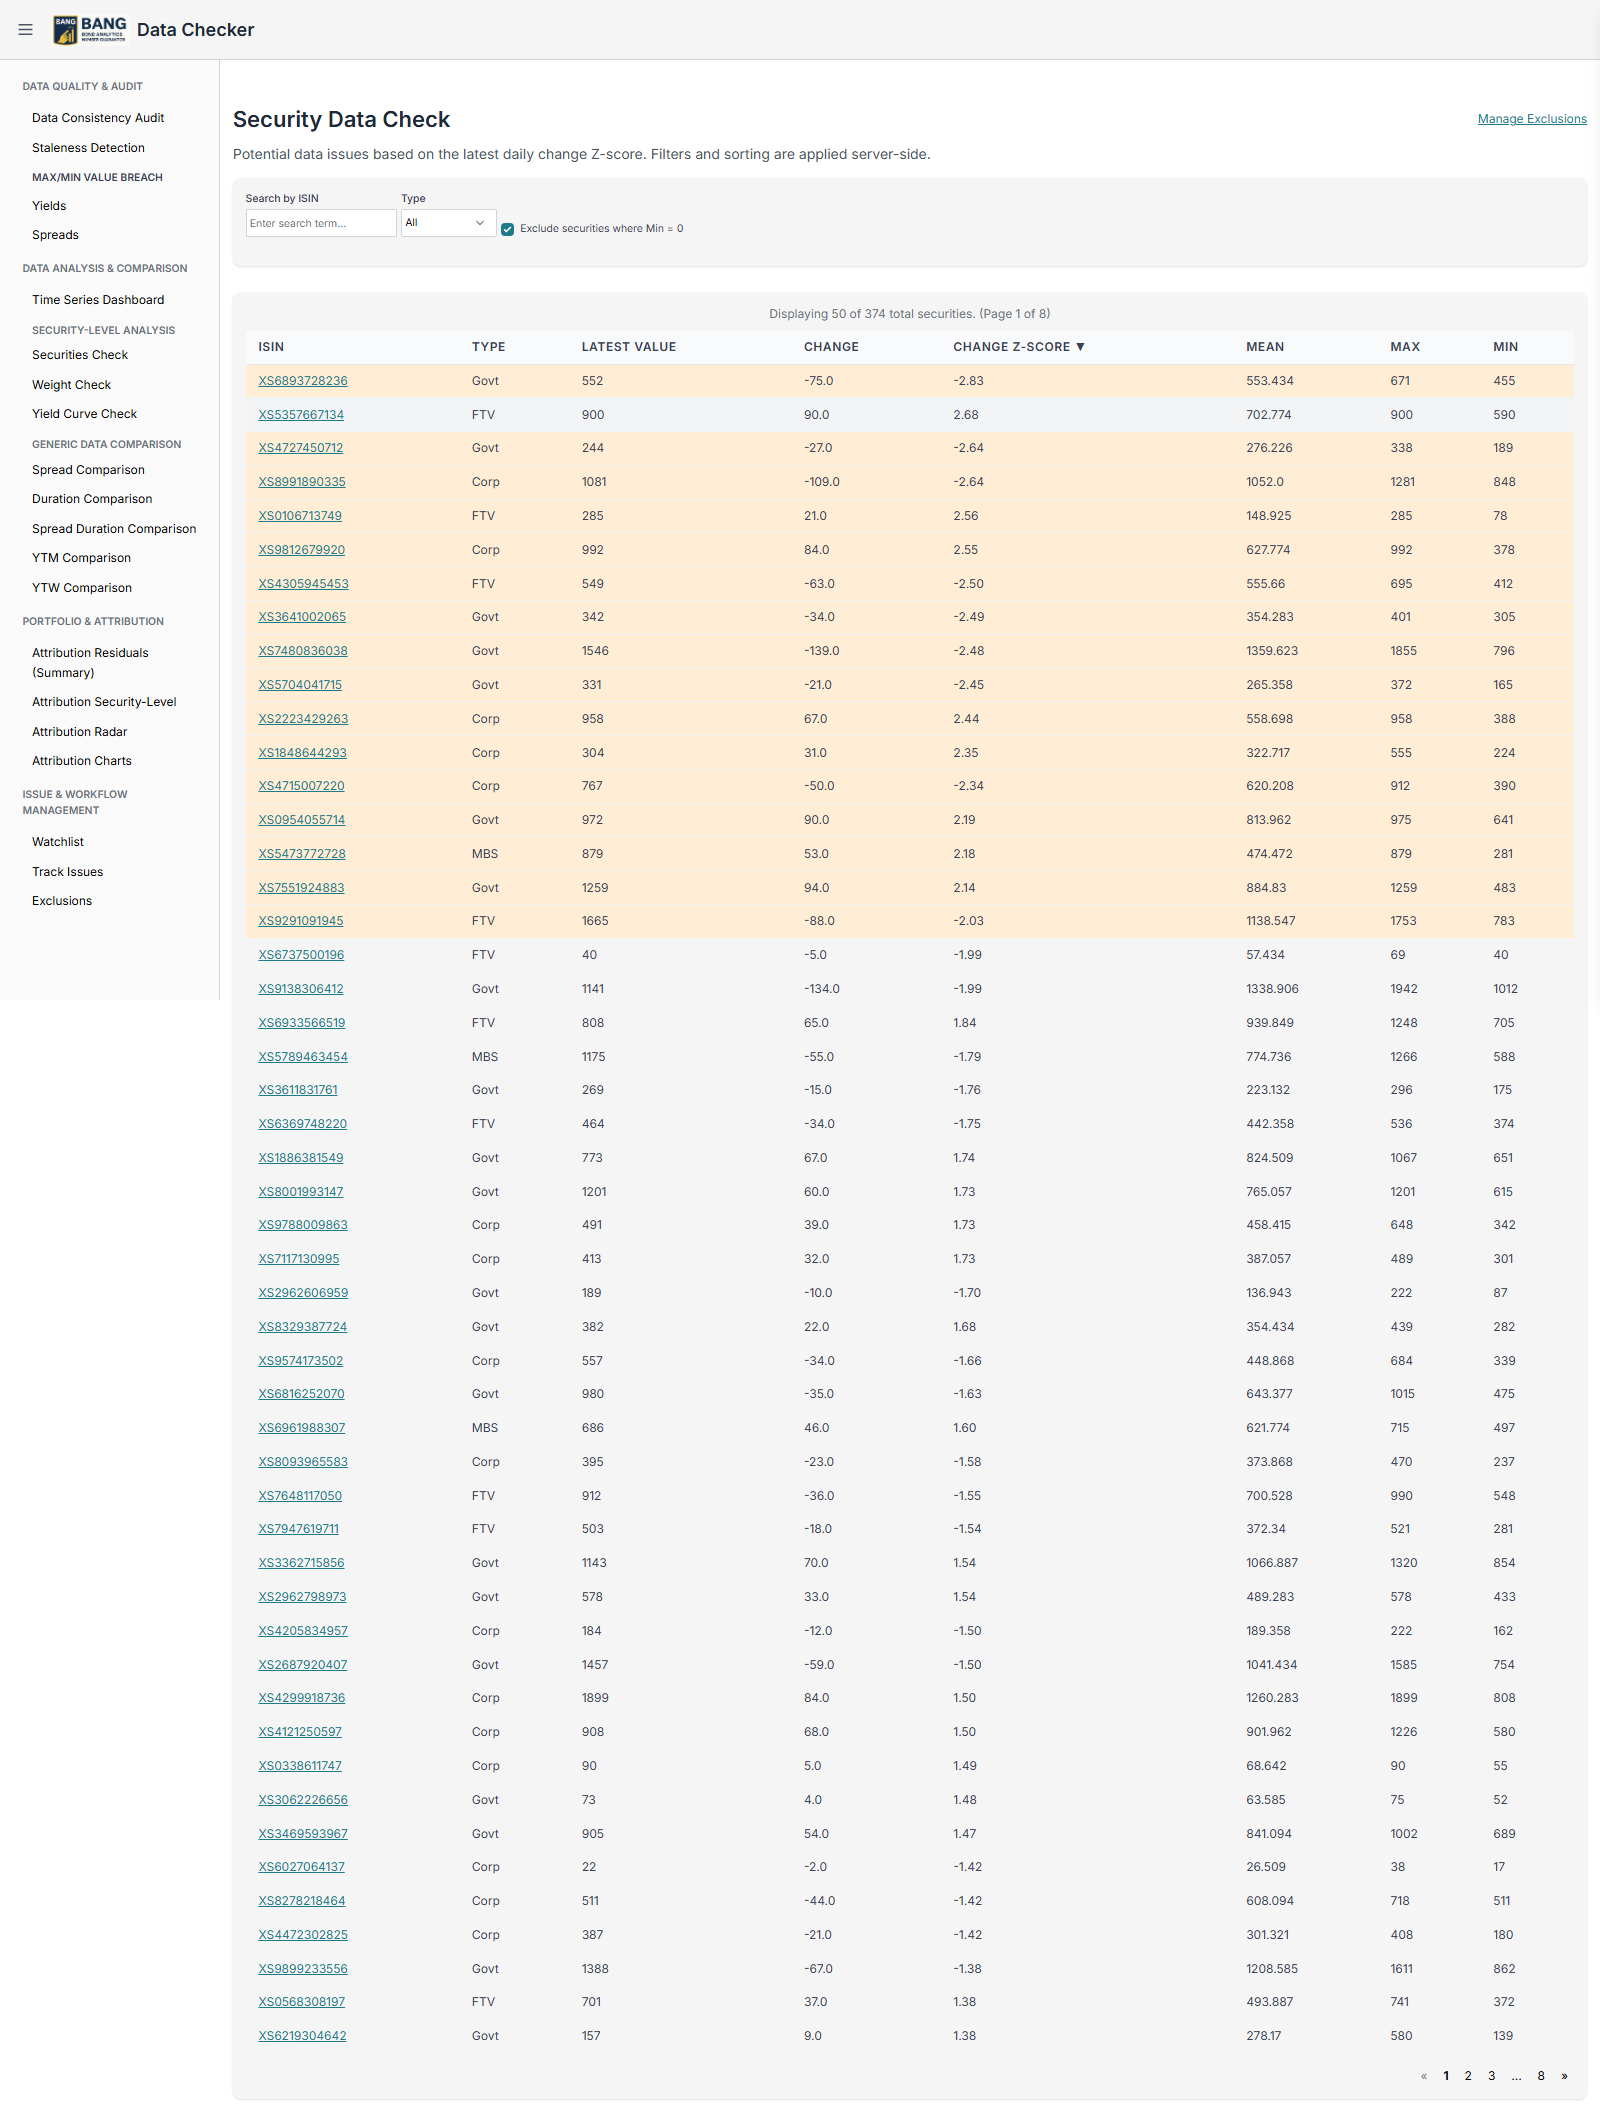 BANG BANG Data Checker
BOND ANALYTICS
NUMBER GUARANTOR
DATA QUALITY & AUDIT
Data Consistency Audit
Staleness Detection
MAX/MIN VALUE BREACH
Yields
Spreads
DATA ANALYSIS & COMPARISON
Time Series Dashboard
SECURITY-LEVEL ANALYSIS
Securities Check
Weight Check
Yield Curve Check
GENERIC DATA COMPARISON
Spread Comparison
Duration Comparison
Spread Duration Comparison
YTM Comparison
YTW Comparison
PORTFOLIO & ATTRIBUTION
Attribution Residuals
(Summary)
Attribution Security-Level
Attribution Radar
Attribution Charts
ISSUE & WORKFLOW
MANAGEMENT
Watchlist
Track Issues
Exclusions
Security Data Check
Manage Exclusions
Potential data issues based on the latest daily change Z-score. Filters and sorting are applied server-side.
Search by ISIN Type
Enter search term... All Exclude securities where Min = 0
Displaying 50 of 374 total securities. (Page 1 of 8)
ISIN TYPE LATEST VALUE CHANGE CHANGE Z-SCORE ▼ MEAN MAX MIN
XS6893728236 Govt 552 -75.0 -2.83 553.434 671 455
XS5357667134 FTV 900 90.0 2.68 702.774 900 590
XS4727450712 Govt 244 -27.0 -2.64 276.226 338 189
XS8991890335 Corp 1081 -109.0 -2.64 1052.0 1281 848
XS0106713749 FTV 285 21.0 2.56 148.925 285 78
XS9812679920 Corp 992 84.0 2.55 627.774 992 378
XS4305945453 FTV 549 -63.0 -2.50 555.66 695 412
XS3641002065 Govt 342 -34.0 -2.49 354.283 401 305
XS7480836038 Govt 1546 -139.0 -2.48 1359.623 1855 796
XS5704041715 Govt 331 -21.0 -2.45 265.358 372 165
XS2223429263 Corp 958 67.0 2.44 558.698 958 388
XS1848644293 Corp 304 31.0 2.35 322.717 555 224
XS4715007220 Corp 767 -50.0 -2.34 620.208 912 390
XS0954055714 Govt 972 90.0 2.19 813.962 975 641
XS5473772728 MBS 879 53.0 2.18 474.472 879 281
XS7551924883 Govt 1259 94.0 2.14 884.83 1259 483
XS9291091945 FTV 1665 -88.0 -2.03 1138.547 1753 783
XS6737500196 FTV 40 -5.0 -1.99 57.434 69 40
XS9138306412 Govt 1141 -134.0 -1.99 1338.906 1942 1012
XS6933566519 FTV 808 65.0 1.84 939.849 1248 705
XS5789463454 MBS 1175 -55.0 -1.79 774.736 1266 588
XS3611831761 Govt 269 -15.0 -1.76 223.132 296 175
XS6369748220 FTV 464 -34.0 -1.75 442.358 536 374
XS1886381549 Govt 773 67.0 1.74 824.509 1067 651
XS8001993147 Govt 1201 60.0 1.73 765.057 1201 615
XS9788009863 Corp 491 39.0 1.73 458.415 648 342
XS7117130995 Corp 413 32.0 1.73 387.057 489 301
XS2962606959 Govt 189 -10.0 -1.70 136.943 222 87
XS8329387724 Govt 382 22.0 1.68 354.434 439 282
XS9574173502 Corp 557 -34.0 -1.66 448.868 684 339
XS6816252070 Govt 980 -35.0 -1.63 643.377 1015 475
XS6961988307 MBS 686 46.0 1.60 621.774 715 497
XS8093965583 Corp 395 -23.0 -1.58 373.868 470 237
XS7648117050 FTV 912 -36.0 -1.55 700.528 990 548
XS7947619711 FTV 503 -18.0 -1.54 372.34 521 281
XS3362715856 Govt 1143 70.0 1.54 1066.887 1320 854
XS2962798973 Govt 578 33.0 1.54 489.283 578 433
XS4205834957 Corp 184 -12.0 -1.50 189.358 222 162
XS2687920407 Govt 1457 -59.0 -1.50 1041.434 1585 754
XS4299918736 Corp 1899 84.0 1.50 1260.283 1899 808
XS4121250597 Corp 908 68.0 1.50 901.962 1226 580
XS0338611747 Corp 90 5.0 1.49 68.642 90 55
XS3062226656 Govt 73 4.0 1.48 63.585 75 52
XS3469593967 Govt 905 54.0 1.47 841.094 1002 689
XS6027064137 Corp 22 -2.0 -1.42 26.509 38 17
XS8278218464 Corp 511 -44.0 -1.42 608.094 718 511
XS4472302825 Corp 387 -21.0 -1.42 301.321 408 180
XS9899233556 Govt 1388 -67.0 -1.38 1208.585 1611 862
XS0568308197 FTV 701 37.0 1.38 493.887 741 372
XS6219304642 Govt 157 9.0 1.38 278.17 580 139
« 1 2 3 ... 8 »